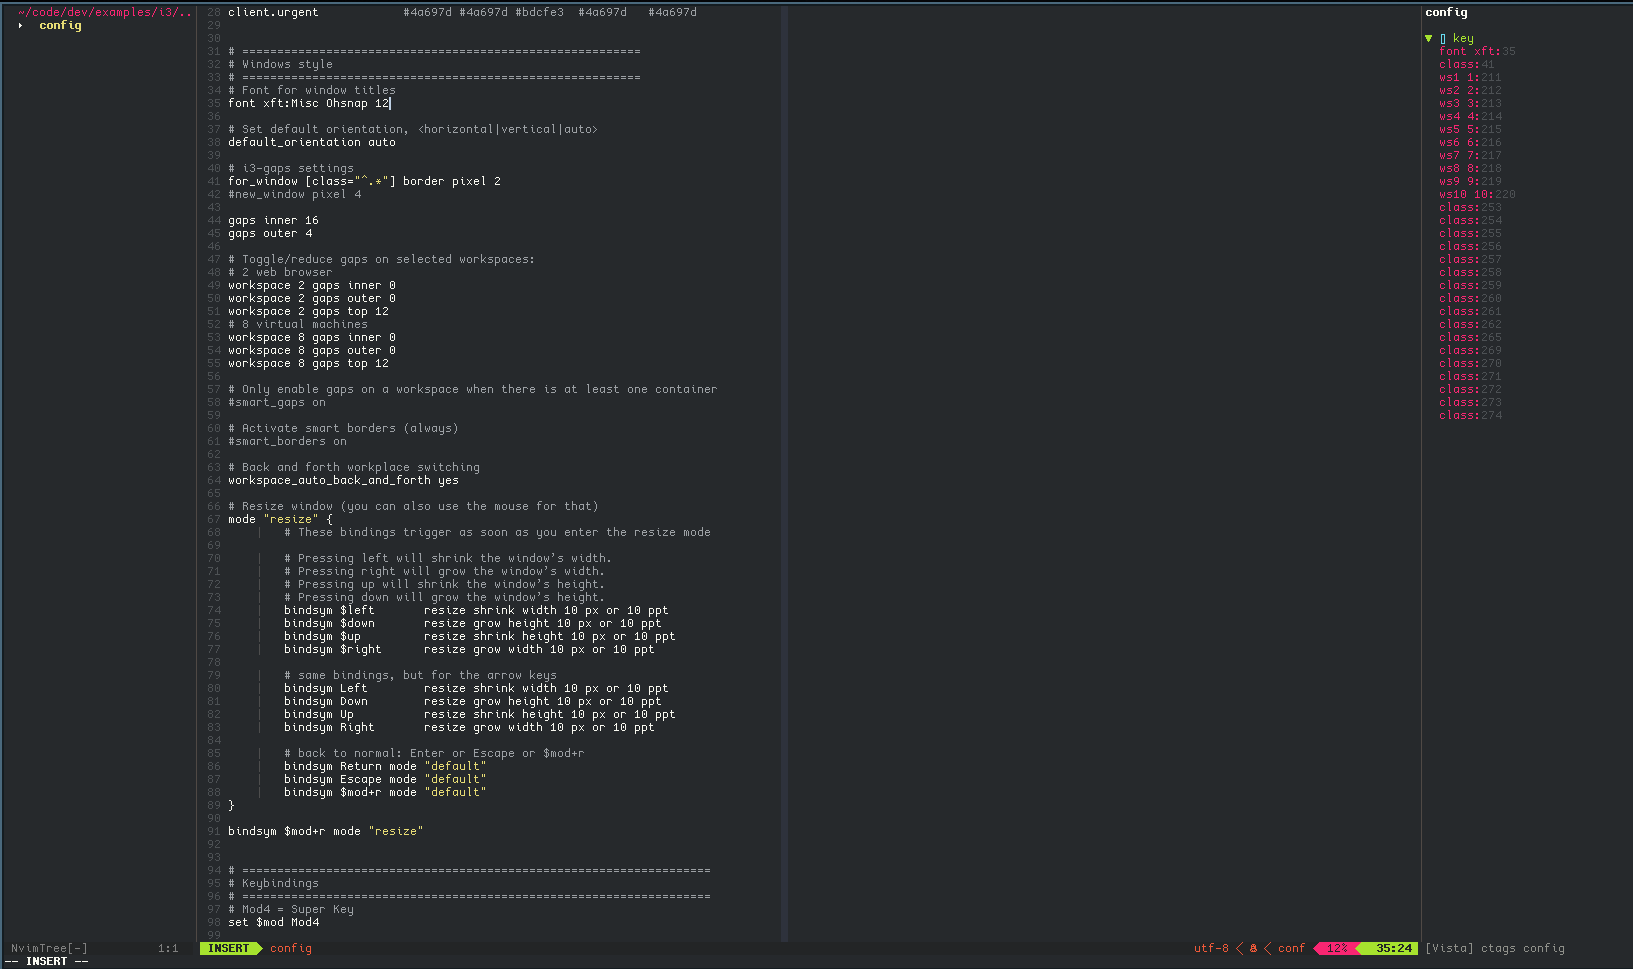 ~/code/dev/examples/i3/..
config
28 client.urgent #4a697d #4a697d #bdcfe3 #4a697d #4a697d
29
30
31 # =========================================================
32 # Windows style
33 # =========================================================
34 # Font for window titles
35 font xft:Misc Ohsnap 12
36
37 # Set default orientation, <horizontal|vertical|auto>
38 default_orientation auto
39
40 # i3-gaps settings
41 for_window [class="^.*"] border pixel 2
42 #new_window pixel 4
43
44 gaps inner 16
45 gaps outer 4
46
47 # Toggle/reduce gaps on selected workspaces:
48 # 2 web browser
49 workspace 2 gaps inner 0
50 workspace 2 gaps outer 0
51 workspace 2 gaps top 12
52 # 8 virtual machines
53 workspace 8 gaps inner 0
54 workspace 8 gaps outer 0
55 workspace 8 gaps top 12
56
57 # Only enable gaps on a workspace when there is at least one container
58 #smart_gaps on
59
60 # Activate smart borders (always)
61 #smart_borders on
62
63 # Back and forth workplace switching
64 workspace_auto_back_and_forth yes
65
66 # Resize window (you can also use the mouse for that)
67 mode "resize" {
68 # These bindings trigger as soon as you enter the resize mode
69
70 # Pressing left will shrink the window's width.
71 # Pressing right will grow the window's width.
72 # Pressing up will shrink the window's height.
73 # Pressing down will grow the window's height.
74 bindsym $left resize shrink width 10 px or 10 ppt
75 bindsym $down resize grow height 10 px or 10 ppt
76 bindsym $up resize shrink height 10 px or 10 ppt
77 bindsym $right resize grow width 10 px or 10 ppt
78
79 # same bindings, but for the arrow keys
80 bindsym Left resize shrink width 10 px or 10 ppt
81 bindsym Down resize grow height 10 px or 10 ppt
82 bindsym Up resize shrink height 10 px or 10 ppt
83 bindsym Right resize grow width 10 px or 10 ppt
84
85 # back to normal: Enter or Escape or $mod+r
86 bindsym Return mode "default"
87 bindsym Escape mode "default"
88 bindsym $mod+r mode "default"
89 }
90
91 bindsym $mod+r mode "resize"
92
93
94 # ===================================================================
95 # Keybindings
96 # ===================================================================
97 # Mod4 = Super Key
98 set $mod Mod4
99
config
▼ [] key
font xft:35
class:41
ws1 1:211
ws2 2:212
ws3 3:213
ws4 4:214
ws5 5:215
ws6 6:216
ws7 7:217
ws8 8:218
ws9 9:219
ws10 10:220
class:253
class:254
class:255
class:256
class:257
class:258
class:259
class:260
class:261
class:262
class:265
class:269
class:270
class:271
class:272
class:273
class:274
NvimTree[-] 1:1 INSERT config utf-8 conf 12% 35:24 [Vista] ctags config
-- INSERT --